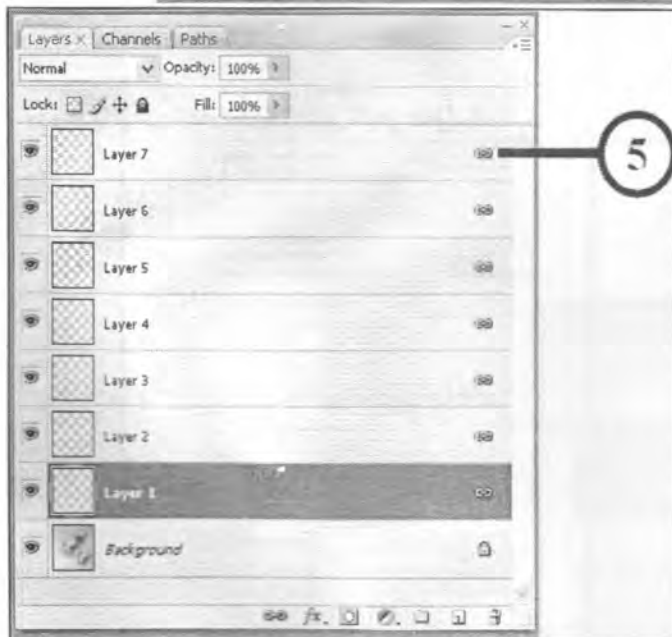 Layers × Channels Paths
Normal Opacity: 100%
Lock: Fill: 100%
Layer 7
5
Layer 6
Layer 5
Layer 4
Layer 3
Layer 2
Layer 1
Background
fx.